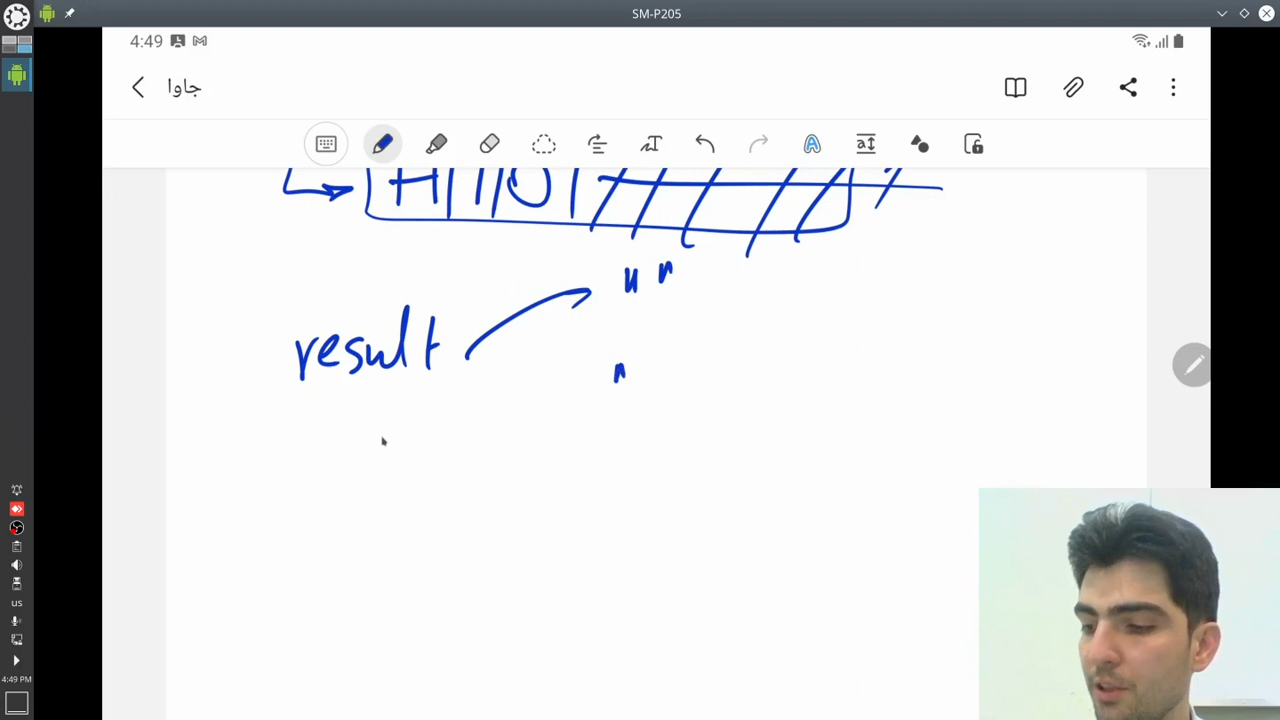 SM-P205
4:49
جاوا
H | I | O |
" "
result
"
us
4:49 PM